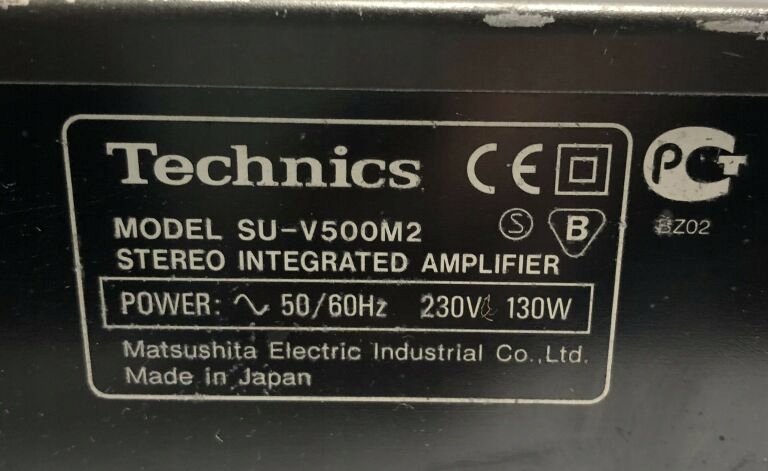 Technics CE
MODEL SU-V500M2 S B
STEREO INTEGRATED AMPLIFIER
POWER: ∿ 50/60Hz 230V 130W
Matsushita Electric Industrial Co.,Ltd.
Made in Japan
РСТ
BZ02